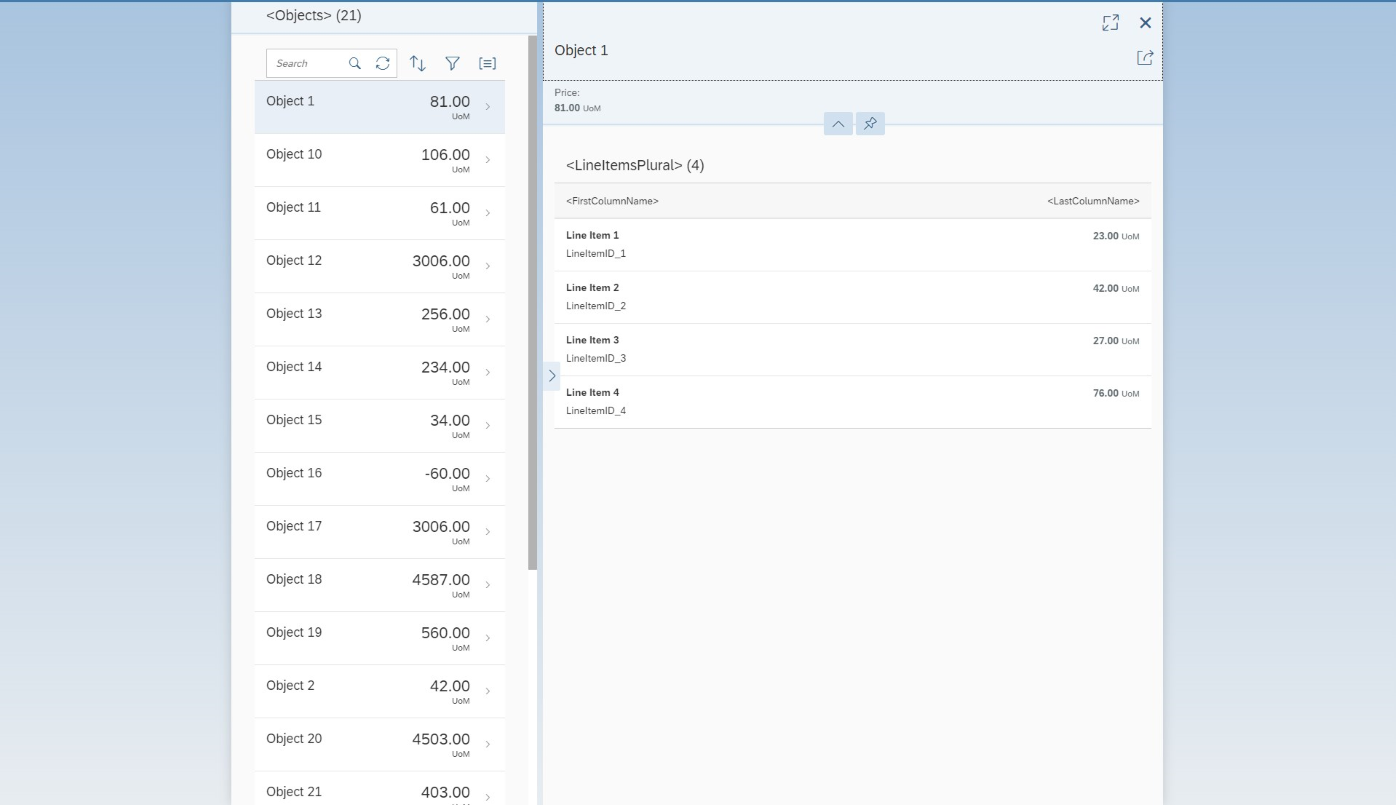 <Objects> (21)
Search
Object 1
81.00
UoM
Object 10
106.00
UoM
Object 11
61.00
UoM
Object 12
3006.00
UoM
Object 13
256.00
UoM
Object 14
234.00
UoM
Object 15
34.00
UoM
Object 16
-60.00
UoM
Object 17
3006.00
UoM
Object 18
4587.00
UoM
Object 19
560.00
UoM
Object 2
42.00
UoM
Object 20
4503.00
UoM
Object 21
403.00
Object 1
Price:
81.00 UoM
<LineItemsPlural> (4)
<FirstColumnName>
<LastColumnName>
Line Item 1
23.00 UoM
LineItemID_1
Line Item 2
42.00 UoM
LineItemID_2
Line Item 3
27.00 UoM
LineItemID_3
Line Item 4
76.00 UoM
LineItemID_4